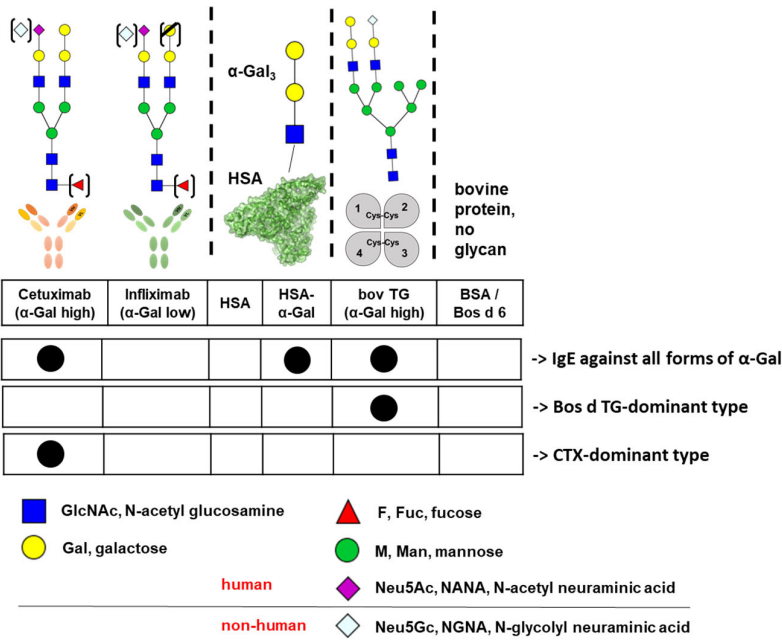 α-Gal₃
HSA
1 2
Cys-Cys
Cys-Cys
4 3
bovine
protein,
no
glycan
Cetuximab
(α-Gal high)
Infliximab
(α-Gal low)
HSA
HSA-
α-Gal
bov TG
(α-Gal high)
BSA /
Bos d 6
-> IgE against all forms of α-Gal
-> Bos d TG-dominant type
-> CTX-dominant type
GlcNAc, N-acetyl glucosamine
F, Fuc, fucose
Gal, galactose
M, Man, mannose
human
Neu5Ac, NANA, N-acetyl neuraminic acid
non-human
Neu5Gc, NGNA, N-glycolyl neuraminic acid